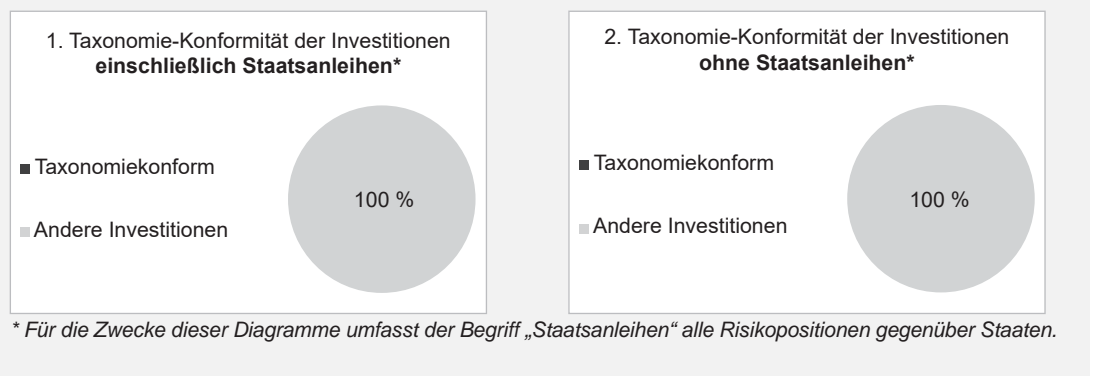 1. Taxonomie-Konformität der Investitionen
einschließlich Staatsanleihen*
Taxonomiekonform
100 %
Andere Investitionen
2. Taxonomie-Konformität der Investitionen
ohne Staatsanleihen*
Taxonomiekonform
100 %
Andere Investitionen
* Für die Zwecke dieser Diagramme umfasst der Begriff „Staatsanleihen“ alle Risikopositionen gegenüber Staaten.